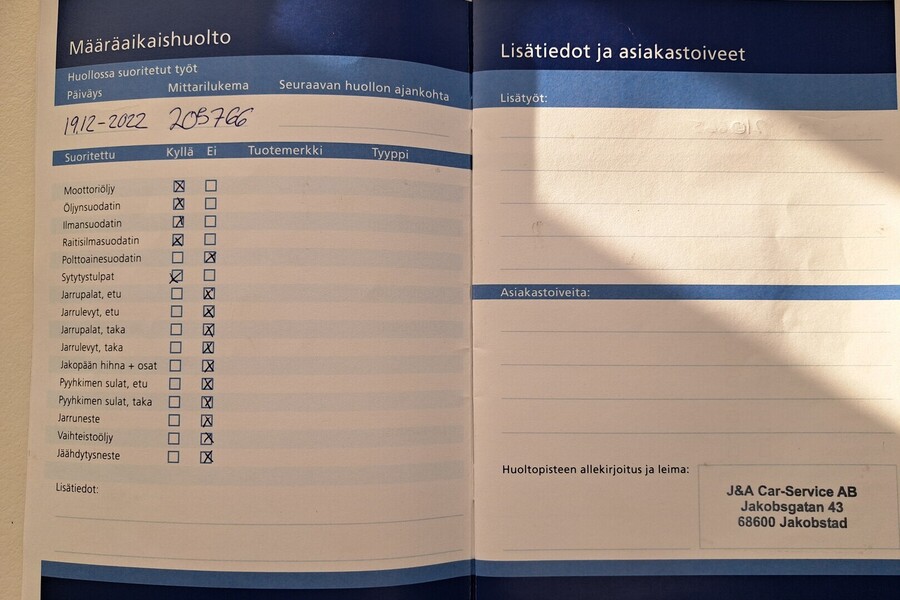 Määräaikaishuolto
Huollossa suoritetut työt
Päiväys Mittarilukema Seuraavan huollon ajankohta
19.12-2022 205766
Suoritettu Kyllä Ei Tuotemerkki Tyyppi
Moottoriöljy
Öljynsuodatin
Ilmansuodatin
Raitisilmasuodatin
Polttoainesuodatin
Sytytystulpat
Jarrupalat, etu
Jarrulevyt, etu
Jarrupalat, taka
Jarrulevyt, taka
Jakopään hihna + osat
Pyyhkimen sulat, etu
Pyyhkimen sulat, taka
Jarruneste
Vaihteistoöljy
Jäähdytysneste
Lisätiedot:
Lisätiedot ja asiakastoiveet
Lisätyöt:
Asiakastoiveita:
Huoltopisteen allekirjoitus ja leima:
J&A Car-Service AB
Jakobsgatan 43
68600 Jakobstad